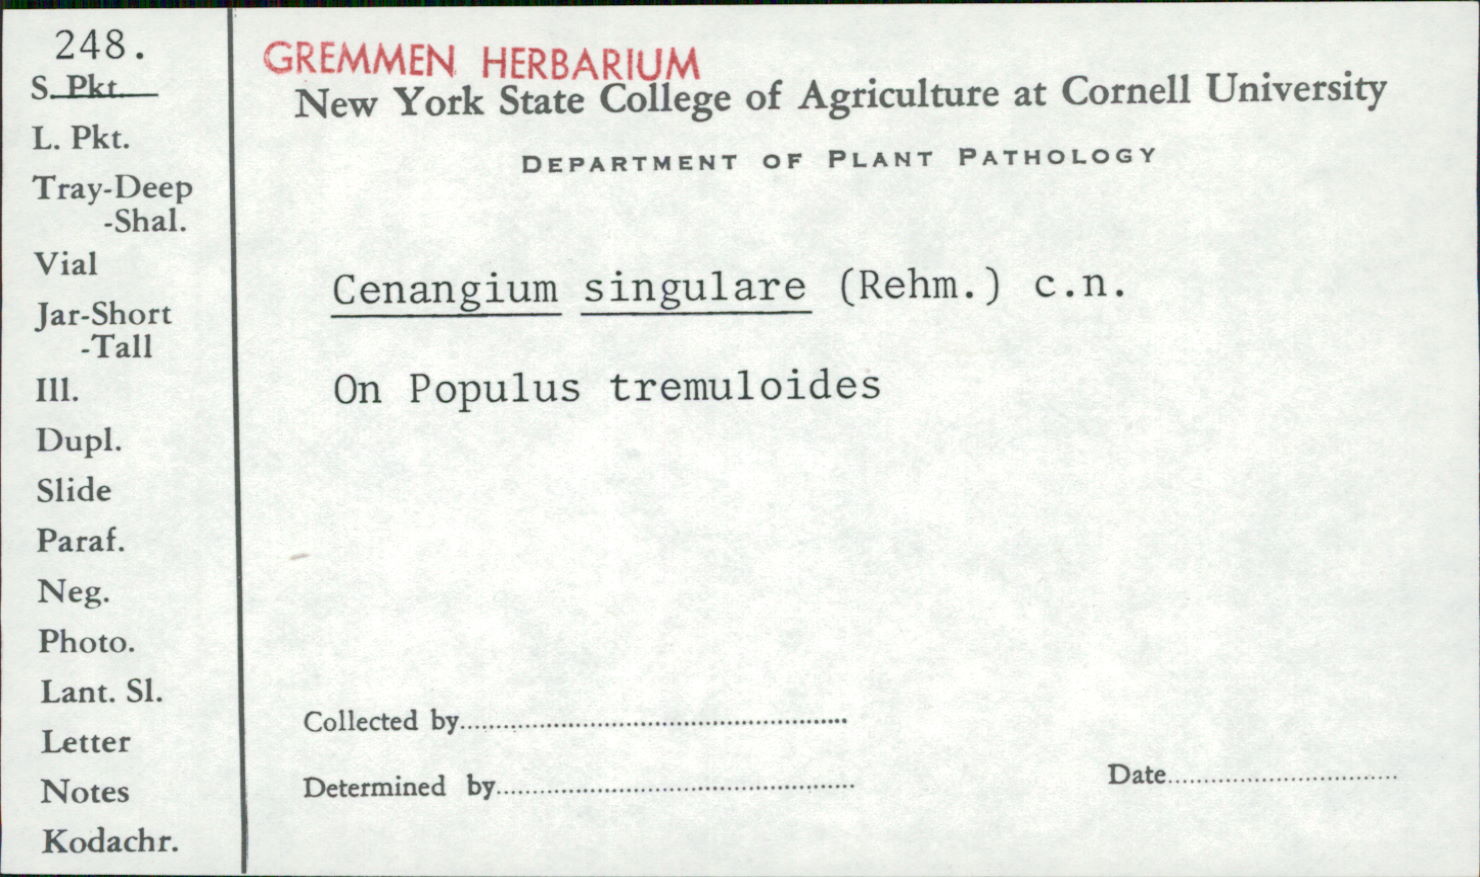 248.
S. Pkt.
L. Pkt.
Tray-Deep
-Shal.
Vial
Jar-Short
-Tall
Ill.
Dupl.
Slide
Paraf.
Neg.
Photo.
Lant. Sl.
Letter
Notes
Kodachr.
GREMMEN HERBARIUM
New York State College of Agriculture at Cornell University
DEPARTMENT OF PLANT PATHOLOGY
Cenangium singulare (Rehm.) c.n.
On Populus tremuloides
Collected by
Determined by
Date